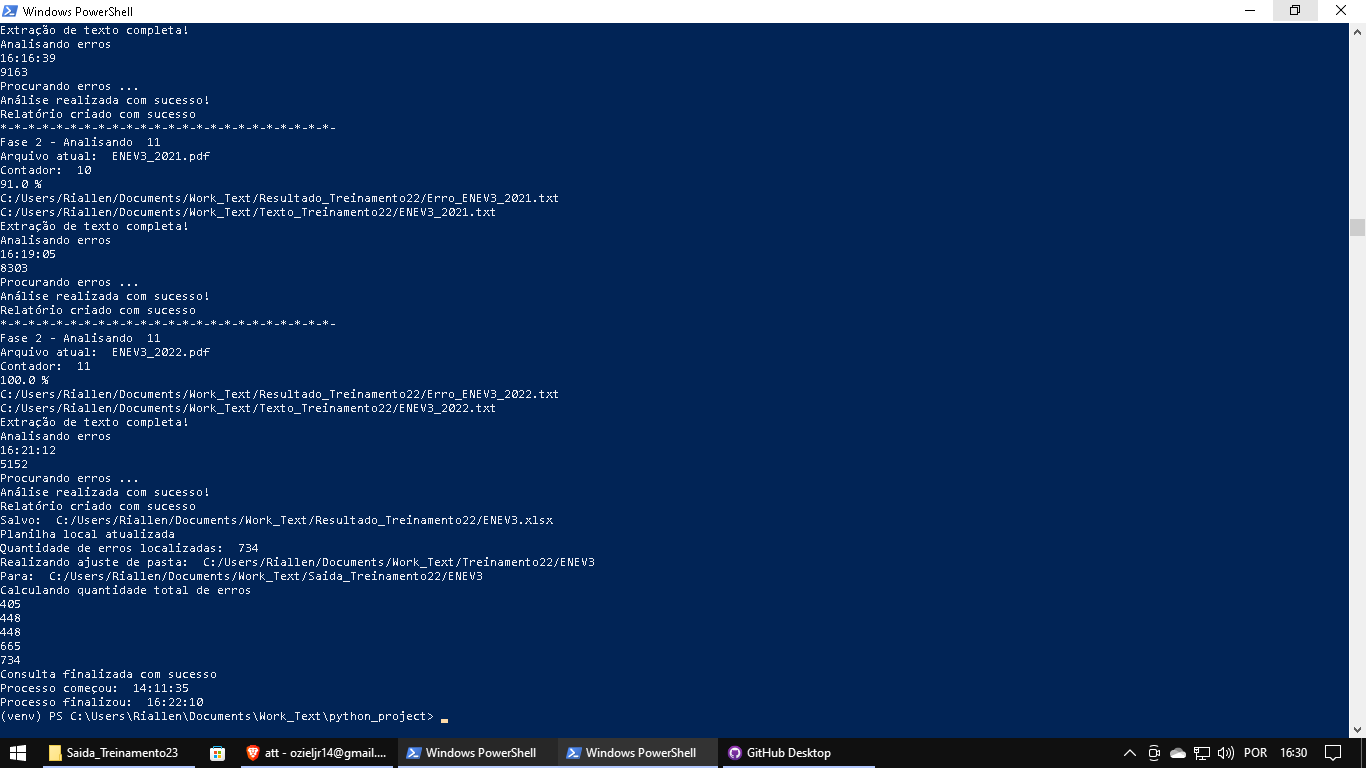 Windows PowerShell
Extração de texto completa!
Analisando erros
16:16:39
9163
Procurando erros ...
Análise realizada com sucesso!
Relatório criado com sucesso
*-*-*-*-*-*-*-*-*-*-*-*-*-*-*-*-*-*-*-*-*-*-*-*-
Fase 2 - Analisando  11
Arquivo atual:  ENEV3_2021.pdf
Contador:  10
91.0 %
C:/Users/Riallen/Documents/Work_Text/Resultado_Treinamento22/Erro_ENEV3_2021.txt
C:/Users/Riallen/Documents/Work_Text/Texto_Treinamento22/ENEV3_2021.txt
Extração de texto completa!
Analisando erros
16:19:05
8303
Procurando erros ...
Análise realizada com sucesso!
Relatório criado com sucesso
*-*-*-*-*-*-*-*-*-*-*-*-*-*-*-*-*-*-*-*-*-*-*-*-
Fase 2 - Analisando  11
Arquivo atual:  ENEV3_2022.pdf
Contador:  11
100.0 %
C:/Users/Riallen/Documents/Work_Text/Resultado_Treinamento22/Erro_ENEV3_2022.txt
C:/Users/Riallen/Documents/Work_Text/Texto_Treinamento22/ENEV3_2022.txt
Extração de texto completa!
Analisando erros
16:21:12
5152
Procurando erros ...
Análise realizada com sucesso!
Relatório criado com sucesso
Salvo:  C:/Users/Riallen/Documents/Work_Text/Resultado_Treinamento22/ENEV3.xlsx
Planilha local atualizada
Quantidade de erros localizadas:  734
Realizando ajuste de pasta:  C:/Users/Riallen/Documents/Work_Text/Treinamento22/ENEV3
Para:  C:/Users/Riallen/Documents/Work_Text/Saida_Treinamento22/ENEV3
Calculando quantidade total de erros
405
448
448
665
734
Consulta finalizada com sucesso
Processo começou:  14:11:35
Processo finalizou:  16:22:10
(venv) PS C:\Users\Riallen\Documents\Work_Text\python_project>
Saida_Treinamento23
att - ozieljr14@gmail....
Windows PowerShell
Windows PowerShell
GitHub Desktop
POR
16:30